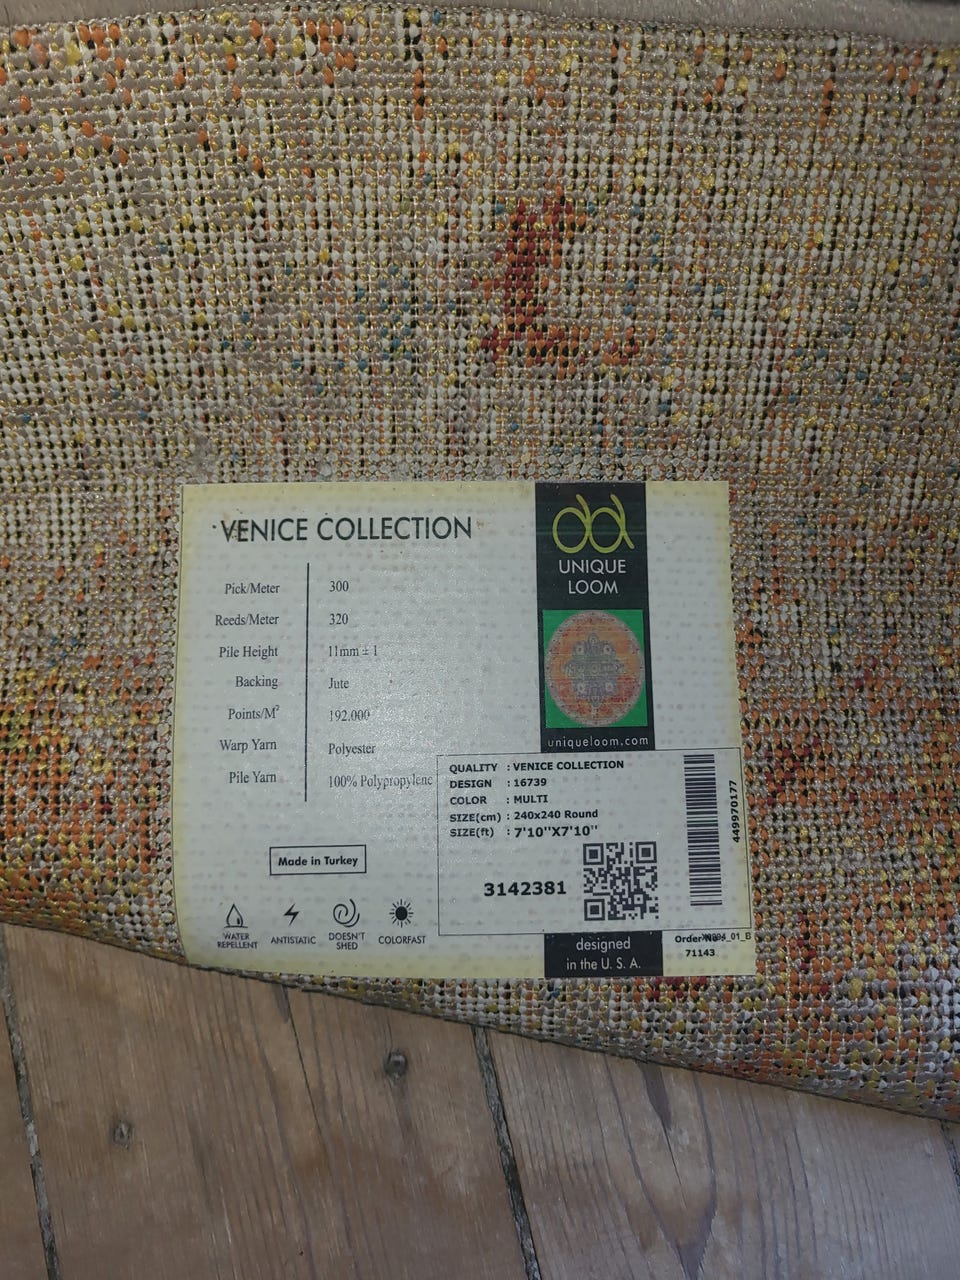 VENICE COLLECTION
Pick/Meter 300
Reeds/Meter 320
Pile Height 11mm ± 1
Backing Jute
Points/M² 192.000
Warp Yarn Polyester
Pile Yarn 100% Polypropylene
Made in Turkey
WATER REPELLENT
ANTISTATIC
DOESN'T SHED
COLORFAST
UNIQUE
LOOM
uniqueloom.com
QUALITY : VENICE COLLECTION
DESIGN : 16739
COLOR : MULTI
SIZE(cm) : 240x240 Round
SIZE(ft) : 7'10''X7'10''
3142381
449970177
designed
in the U. S. A.
Order No :
71143